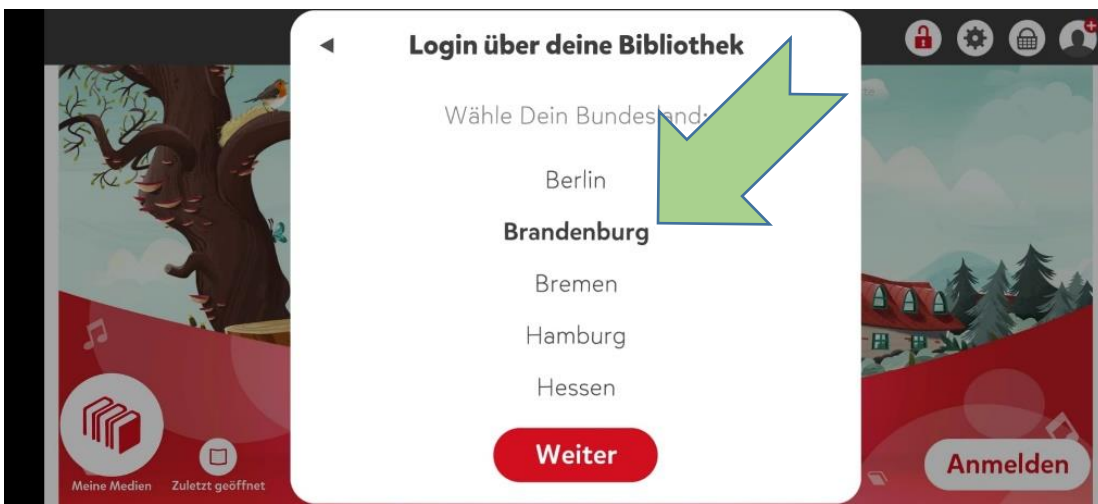 Login über deine Bibliothek
Wähle Dein Bundesland:
Berlin
Brandenburg
Bremen
Hamburg
Hessen
Weiter
Meine Medien
Zuletzt geöffnet
Anmelden